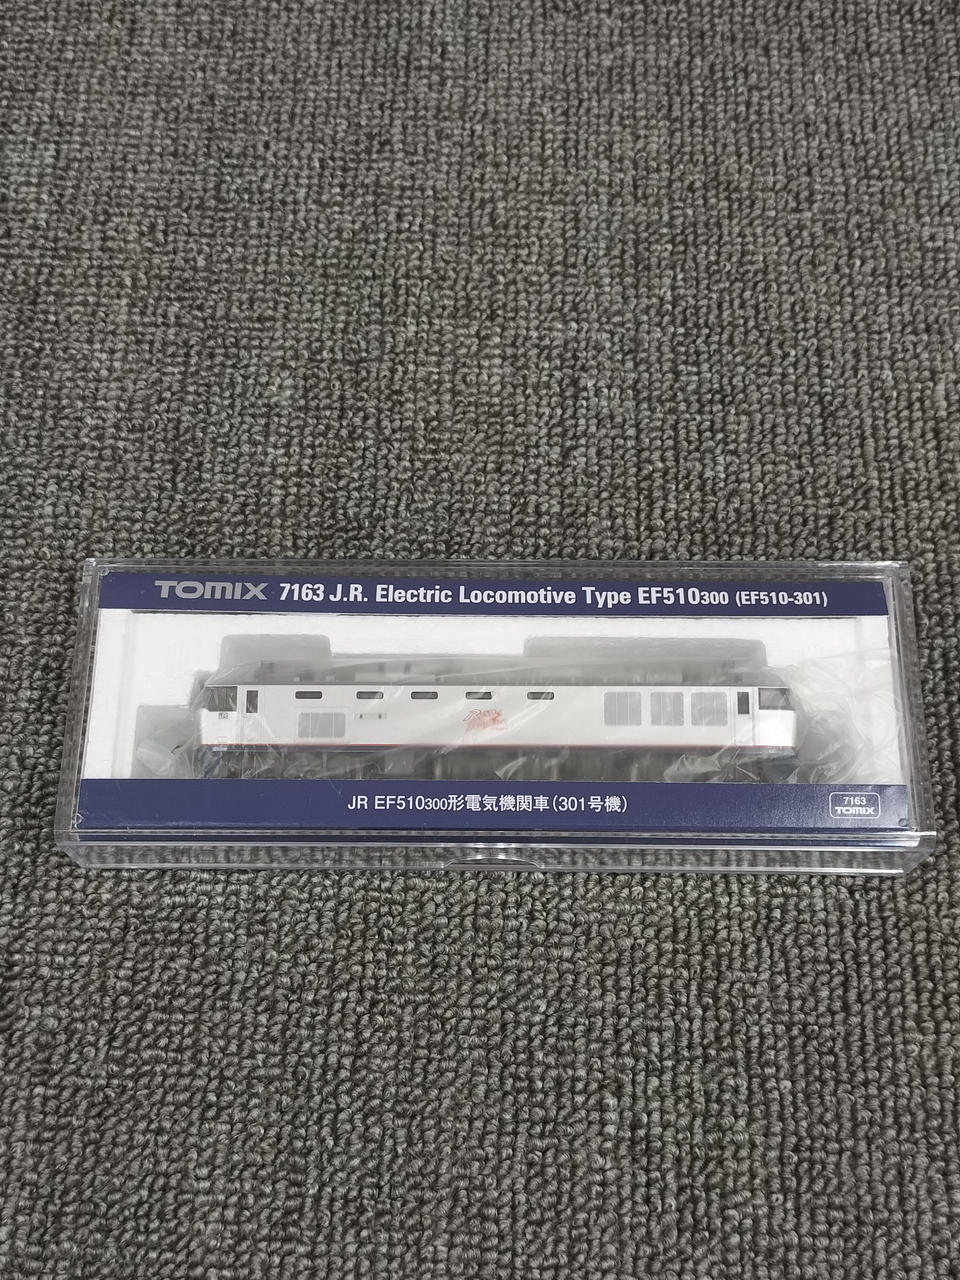 TOMIX 7163 J.R. Electric Locomotive Type EF510300 (EF510-301)
JR EF510300形電気機関車(301号機)
7163
TOMIX